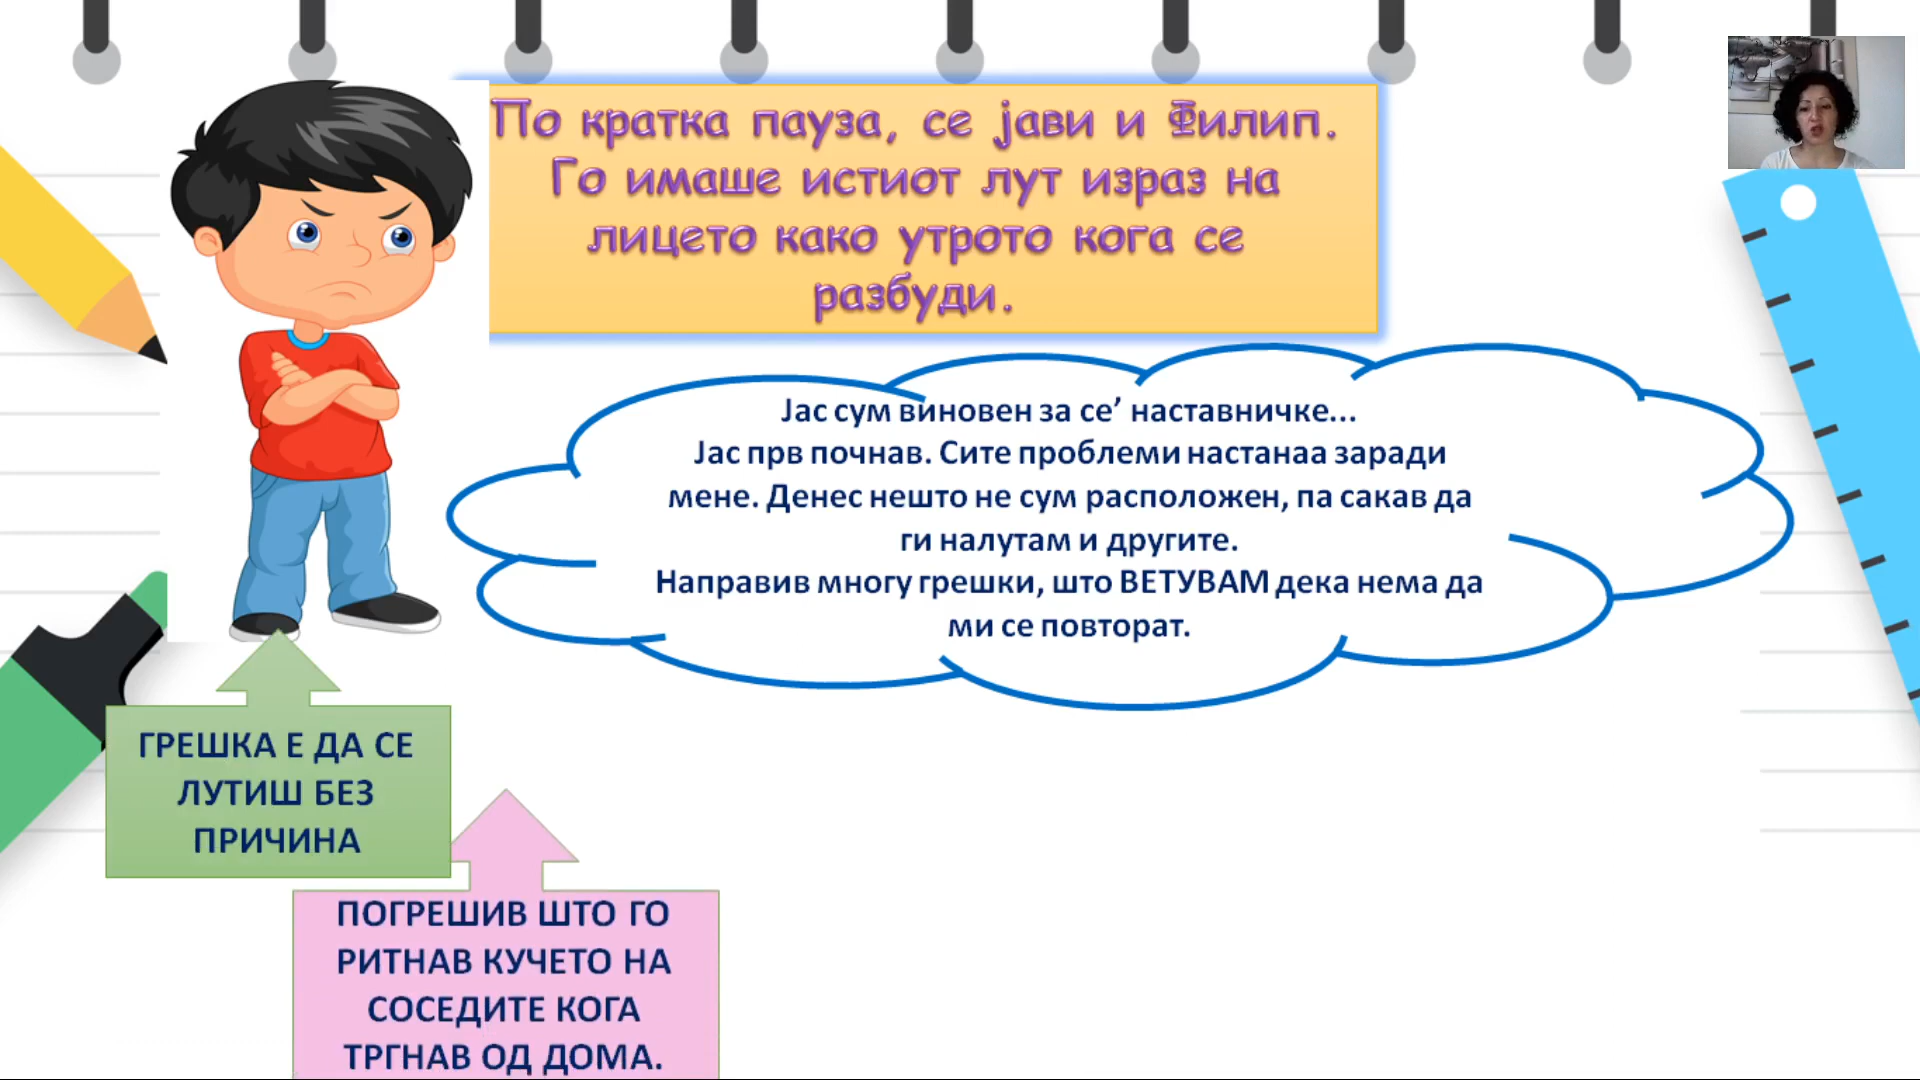 По кратка пауза, се јави и Филип.
Го имаше истиот лут израз на
лицето како утрото кога се
разбуди.
Јас сум виновен за се’ наставничке...
Јас прв почнав. Сите проблеми настанаа заради
мене. Денес нешто не сум расположен, па сакав да
ги налутам и другите.
Направив многу грешки, што ВЕТУВАМ дека нема да
ми се повторат.
ГРЕШКА Е ДА СЕ
ЛУТИШ БЕЗ
ПРИЧИНА
ПОГРЕШИВ ШТО ГО
РИТНАВ КУЧЕТО НА
СОСЕДИТЕ КОГА
ТРГНАВ ОД ДОМА.